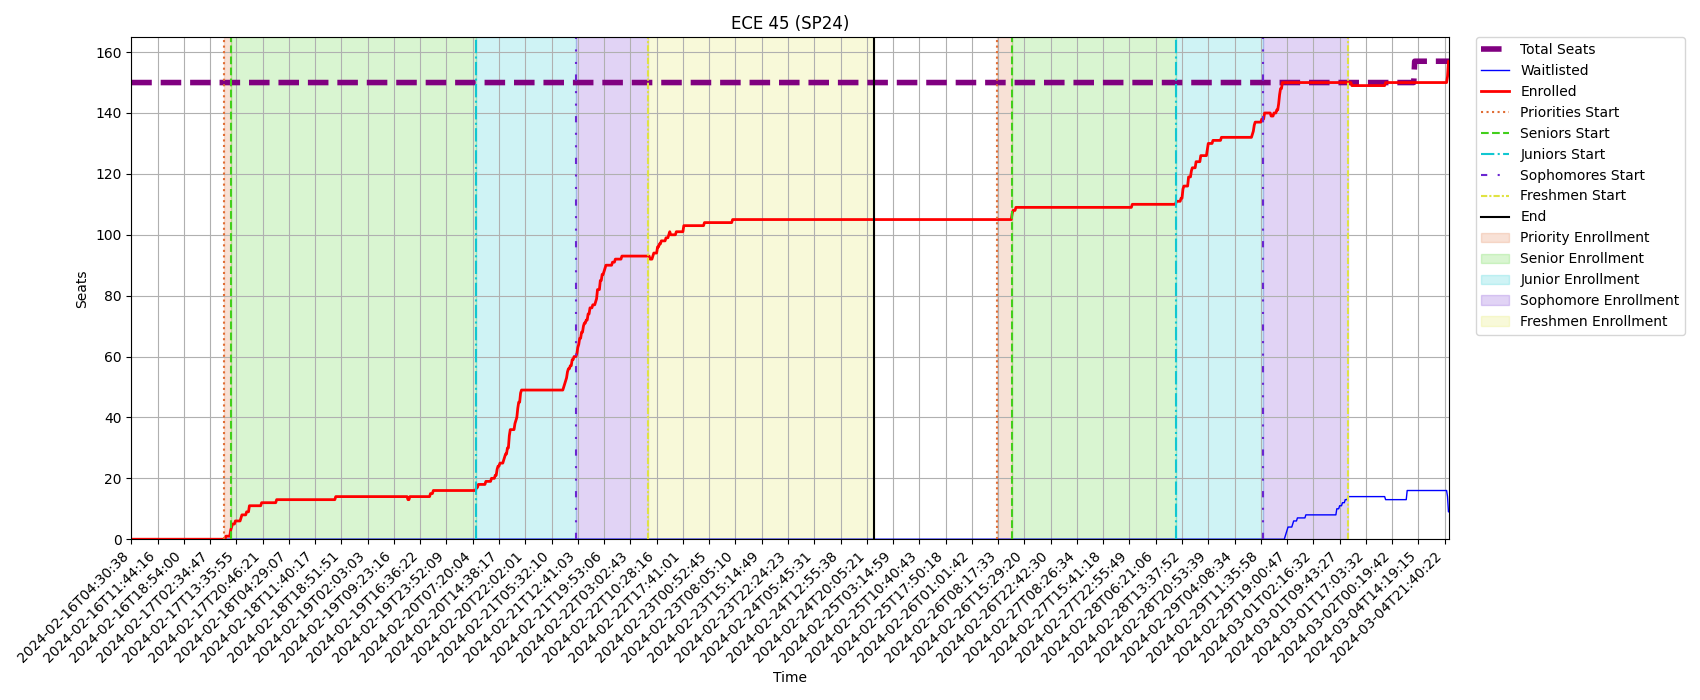 ECE 45 (SP24)
160
140
120
100
80
60
40
20
0
Seats
2024-02-16T04:30:38
2024-02-16T11:44:16
2024-02-16T18:54:00
2024-02-17T02:34:47
2024-02-17T13:35:55
2024-02-17T20:46:21
2024-02-18T04:29:07
2024-02-18T11:40:17
2024-02-18T18:51:51
2024-02-19T02:03:03
2024-02-19T09:23:16
2024-02-19T16:36:22
2024-02-19T23:52:09
2024-02-20T07:20:04
2024-02-20T14:38:17
2024-02-20T22:02:01
2024-02-21T05:32:10
2024-02-21T12:41:03
2024-02-21T19:53:06
2024-02-22T03:02:43
2024-02-22T10:28:16
2024-02-22T17:41:01
2024-02-23T00:52:45
2024-02-23T08:05:10
2024-02-23T15:14:49
2024-02-23T22:24:23
2024-02-24T05:45:31
2024-02-24T12:55:38
2024-02-24T20:05:21
2024-02-25T03:14:59
2024-02-25T10:40:43
2024-02-25T17:50:18
2024-02-26T01:01:42
2024-02-26T08:17:33
2024-02-26T15:29:20
2024-02-26T22:42:30
2024-02-27T08:26:34
2024-02-27T15:41:18
2024-02-27T22:55:49
2024-02-28T06:21:06
2024-02-28T13:37:52
2024-02-28T20:53:39
2024-02-29T04:08:34
2024-02-29T11:35:58
2024-02-29T19:00:47
2024-03-01T02:16:32
2024-03-01T09:43:27
2024-03-01T17:03:32
2024-03-02T00:19:42
2024-03-04T14:19:15
2024-03-04T21:40:22
Time
Total Seats
Waitlisted
Enrolled
Priorities Start
Seniors Start
Juniors Start
Sophomores Start
Freshmen Start
End
Priority Enrollment
Senior Enrollment
Junior Enrollment
Sophomore Enrollment
Freshmen Enrollment